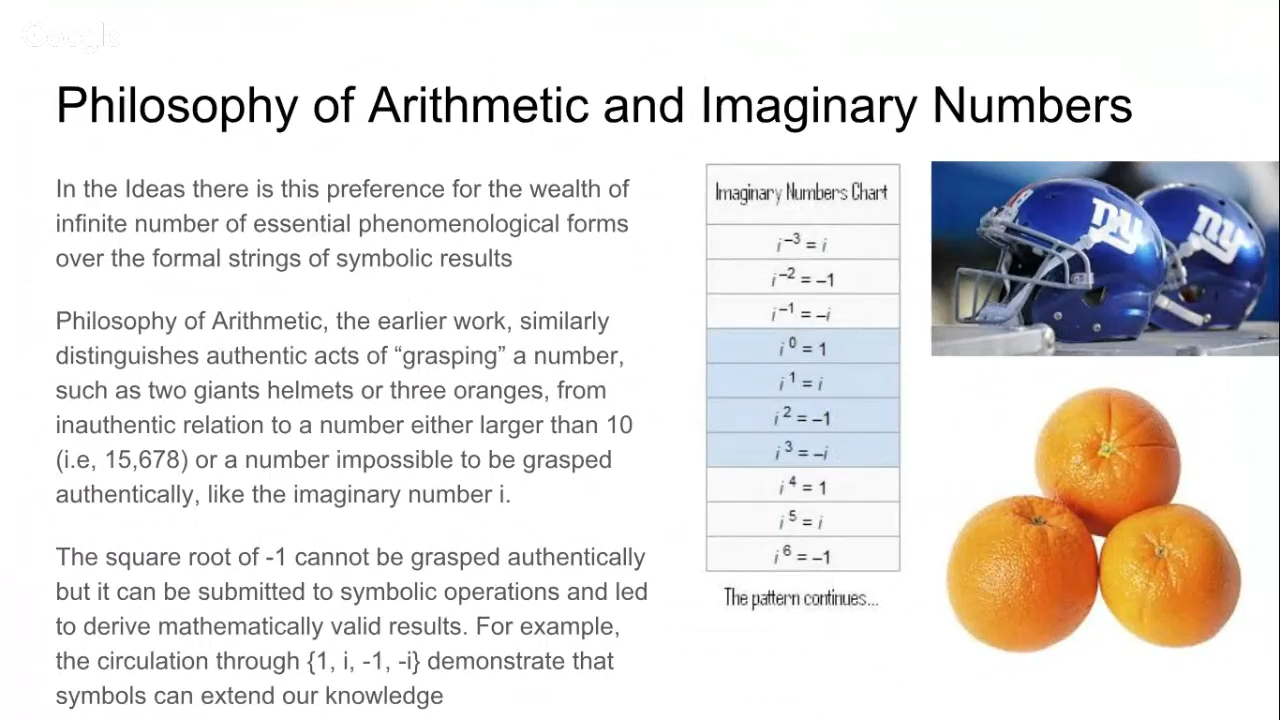 Google
Philosophy of Arithmetic and Imaginary Numbers
In the Ideas there is this preference for the wealth of
infinite number of essential phenomenological forms
over the formal strings of symbolic results
Philosophy of Arithmetic, the earlier work, similarly
distinguishes authentic acts of “grasping” a number,
such as two giants helmets or three oranges, from
inauthentic relation to a number either larger than 10
(i.e, 15,678) or a number impossible to be grasped
authentically, like the imaginary number i.
The square root of -1 cannot be grasped authentically
but it can be submitted to symbolic operations and led
to derive mathematically valid results. For example,
the circulation through {1, i, -1, -i} demonstrate that
symbols can extend our knowledge
Imaginary Numbers Chart
i⁻³ = i
i⁻² = –1
i⁻¹ = –i
i⁰ = 1
i¹ = i
i² = –1
i³ = –i
i⁴ = 1
i⁵ = i
i⁶ = –1
The pattern continues...
ny
ny